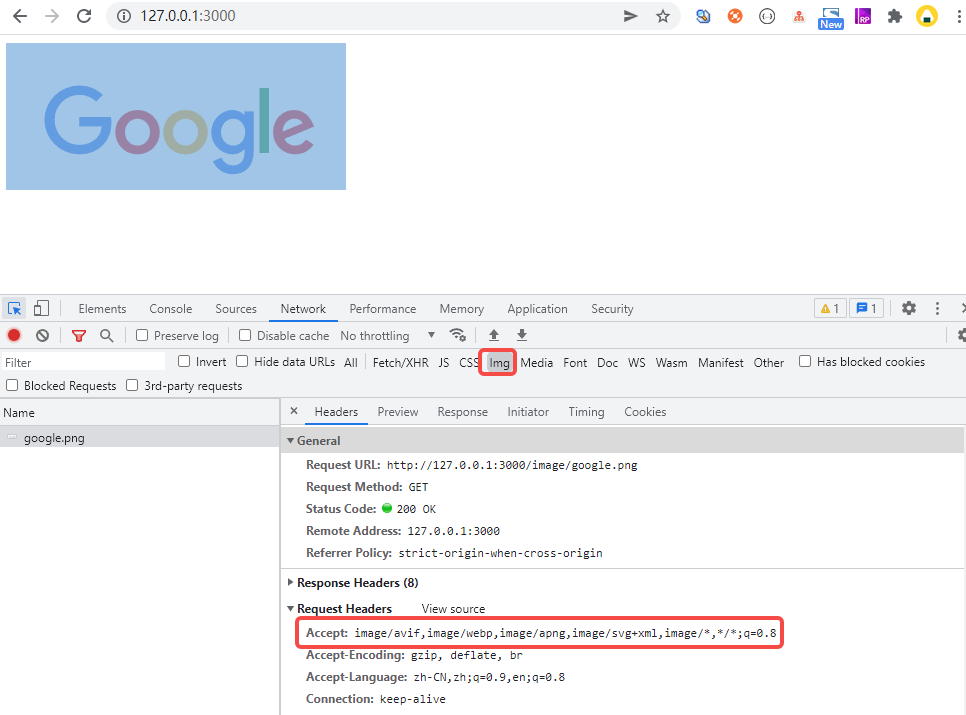 127.0.0.1:3000
New
RP
Google
Elements Console Sources Network Performance Memory Application Security 1 1
Preserve log Disable cache No throttling
Filter Invert Hide data URLs All Fetch/XHR JS CSS Img Media Font Doc WS Wasm Manifest Other Has blocked cookies
Blocked Requests 3rd-party requests
Name × Headers Preview Response Initiator Timing Cookies
google.png
General
Request URL: http://127.0.0.1:3000/image/google.png
Request Method: GET
Status Code: 200 OK
Remote Address: 127.0.0.1:3000
Referrer Policy: strict-origin-when-cross-origin
Response Headers (8)
Request Headers View source
Accept: image/avif,image/webp,image/apng,image/svg+xml,image/*,*/*;q=0.8
Accept-Encoding: gzip, deflate, br
Accept-Language: zh-CN,zh;q=0.9,en;q=0.8
Connection: keep-alive